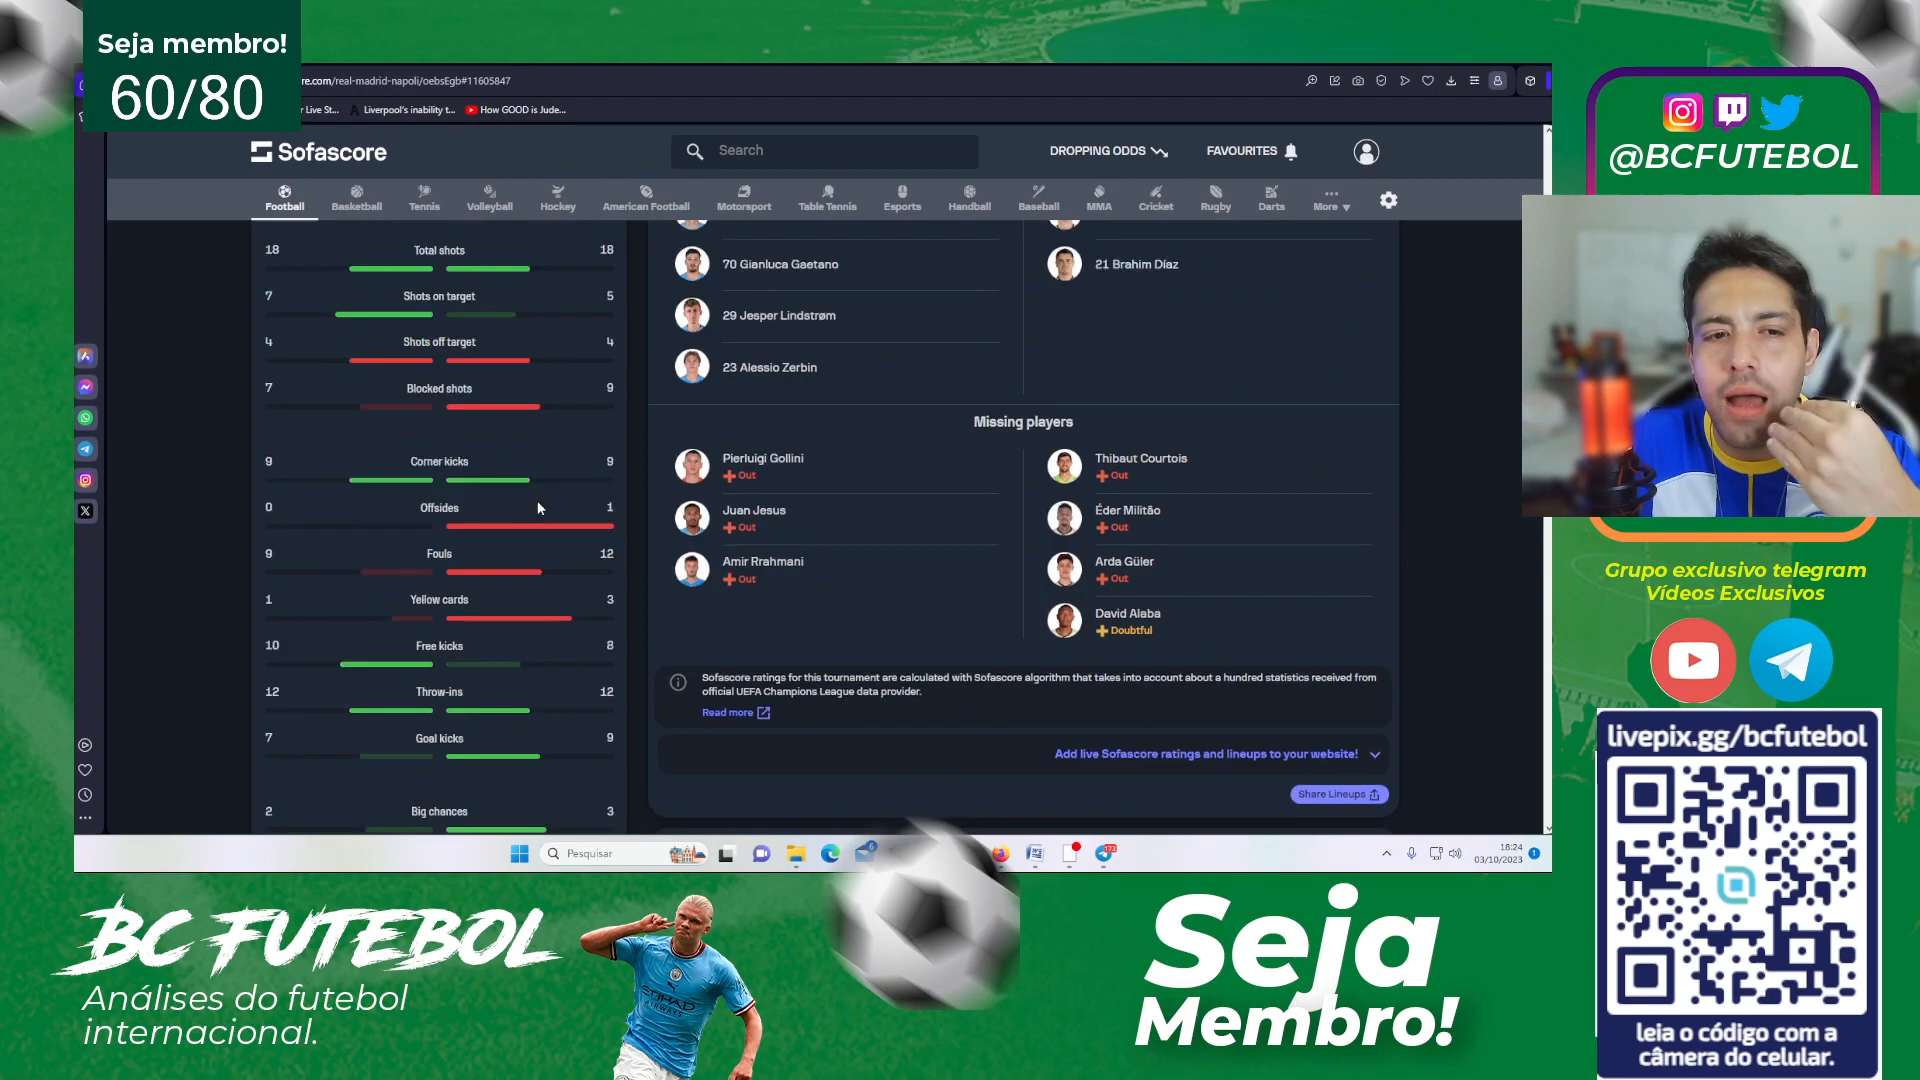 Seja membro!
60/80
re.com/real-madrid-napoli/oebsEgb#11605847
r Live St...
Liverpool's inability t...
How GOOD is Jude...
Sofascore
Search
DROPPING ODDS
FAVOURITES
Football
Basketball
Tennis
Volleyball
Hockey
American Football
Motorsport
Table Tennis
Esports
Handball
Baseball
MMA
Cricket
Rugby
Darts
More
18 Total shots 18
7 Shots on target 5
4 Shots off target 4
7 Blocked shots 9
9 Corner kicks 9
0 Offsides 1
9 Fouls 12
1 Yellow cards 3
10 Free kicks 8
12 Throw-ins 12
7 Goal kicks 9
2 Big chances 3
70 Gianluca Gaetano
29 Jesper Lindstrøm
23 Alessio Zerbin
21 Brahim Díaz
Missing players
Pierluigi Gollini
Out
Juan Jesus
Out
Amir Rrahmani
Out
Thibaut Courtois
Out
Éder Militão
Out
Arda Güler
Out
David Alaba
Doubtful
Sofascore ratings for this tournament are calculated with Sofascore algorithm that takes into account about a hundred statistics received from
official UEFA Champions League data provider.
Read more
Add live Sofascore ratings and lineups to your website!
Share Lineups
Pesquisar
6
173
18:24
03/10/2023
1
@BCFUTEBOL
Grupo exclusivo telegram
Vídeos Exclusivos
livepix.gg/bcfutebol
leia o código com a
câmera do celular.
BC FUTEBOL
Análises do futebol
internacional.
ETIHAD
AIRWAYS
Seja
Membro!